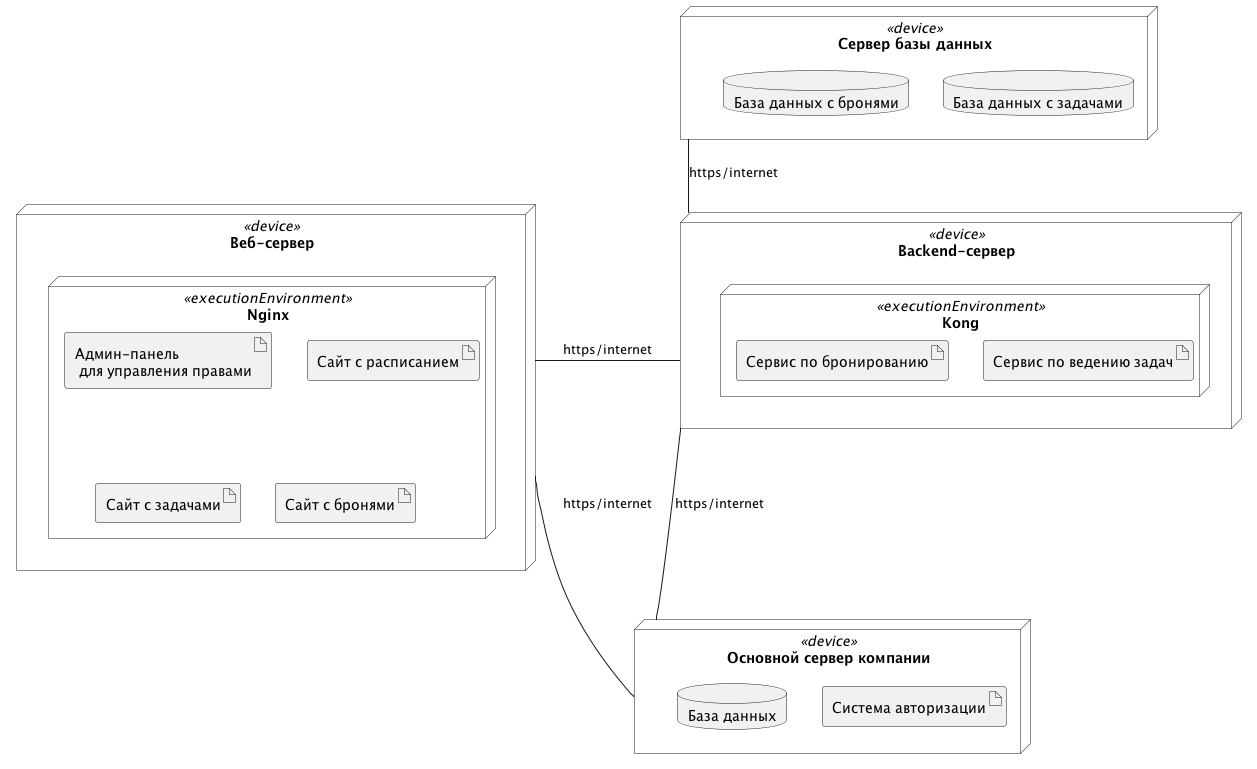 «device»
Сервер базы данных
База данных с бронями
База данных с задачами
https/internet
«device»
Веб-сервер
«executionEnvironment»
Nginx
Админ-панель
для управления правами
Сайт с расписанием
Сайт с задачами
Сайт с бронями
https/internet
«device»
Backend-сервер
«executionEnvironment»
Kong
Сервис по бронированию
Сервис по ведению задач
https/internet
https/internet
«device»
Основной сервер компании
База данных
Система авторизации